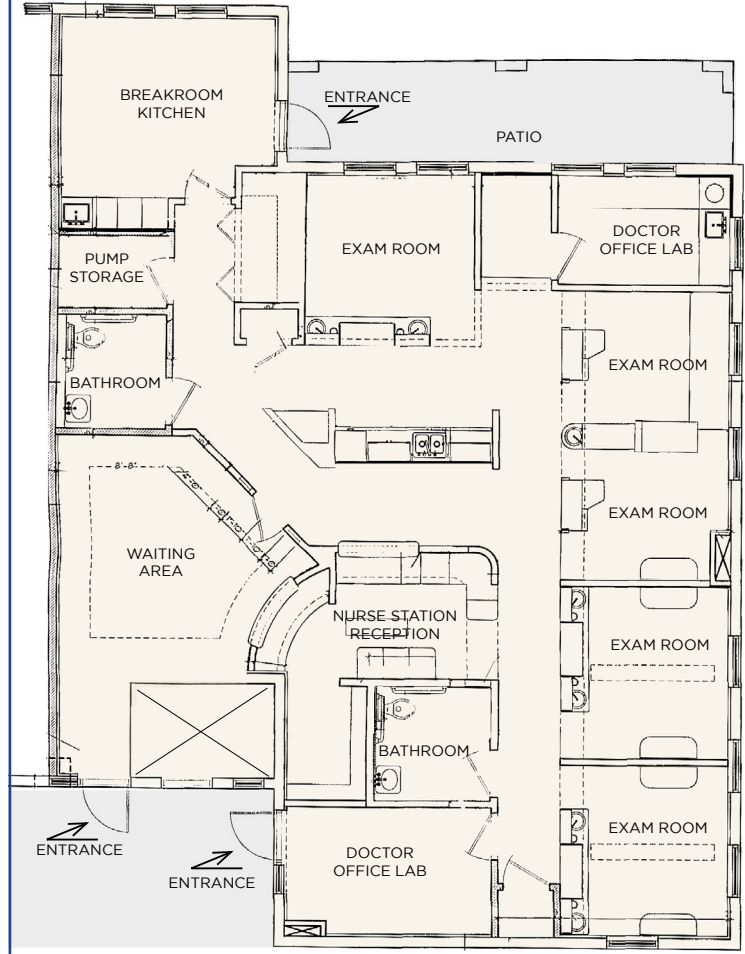 BREAKROOM
KITCHEN
ENTRANCE
PATIO
EXAM ROOM
DOCTOR
OFFICE LAB
PUMP
STORAGE
EXAM ROOM
BATHROOM
8'-8"
EXAM ROOM
WAITING
AREA
NURSE STATION
RECEPTION
EXAM ROOM
BATHROOM
EXAM ROOM
ENTRANCE
ENTRANCE
DOCTOR
OFFICE LAB